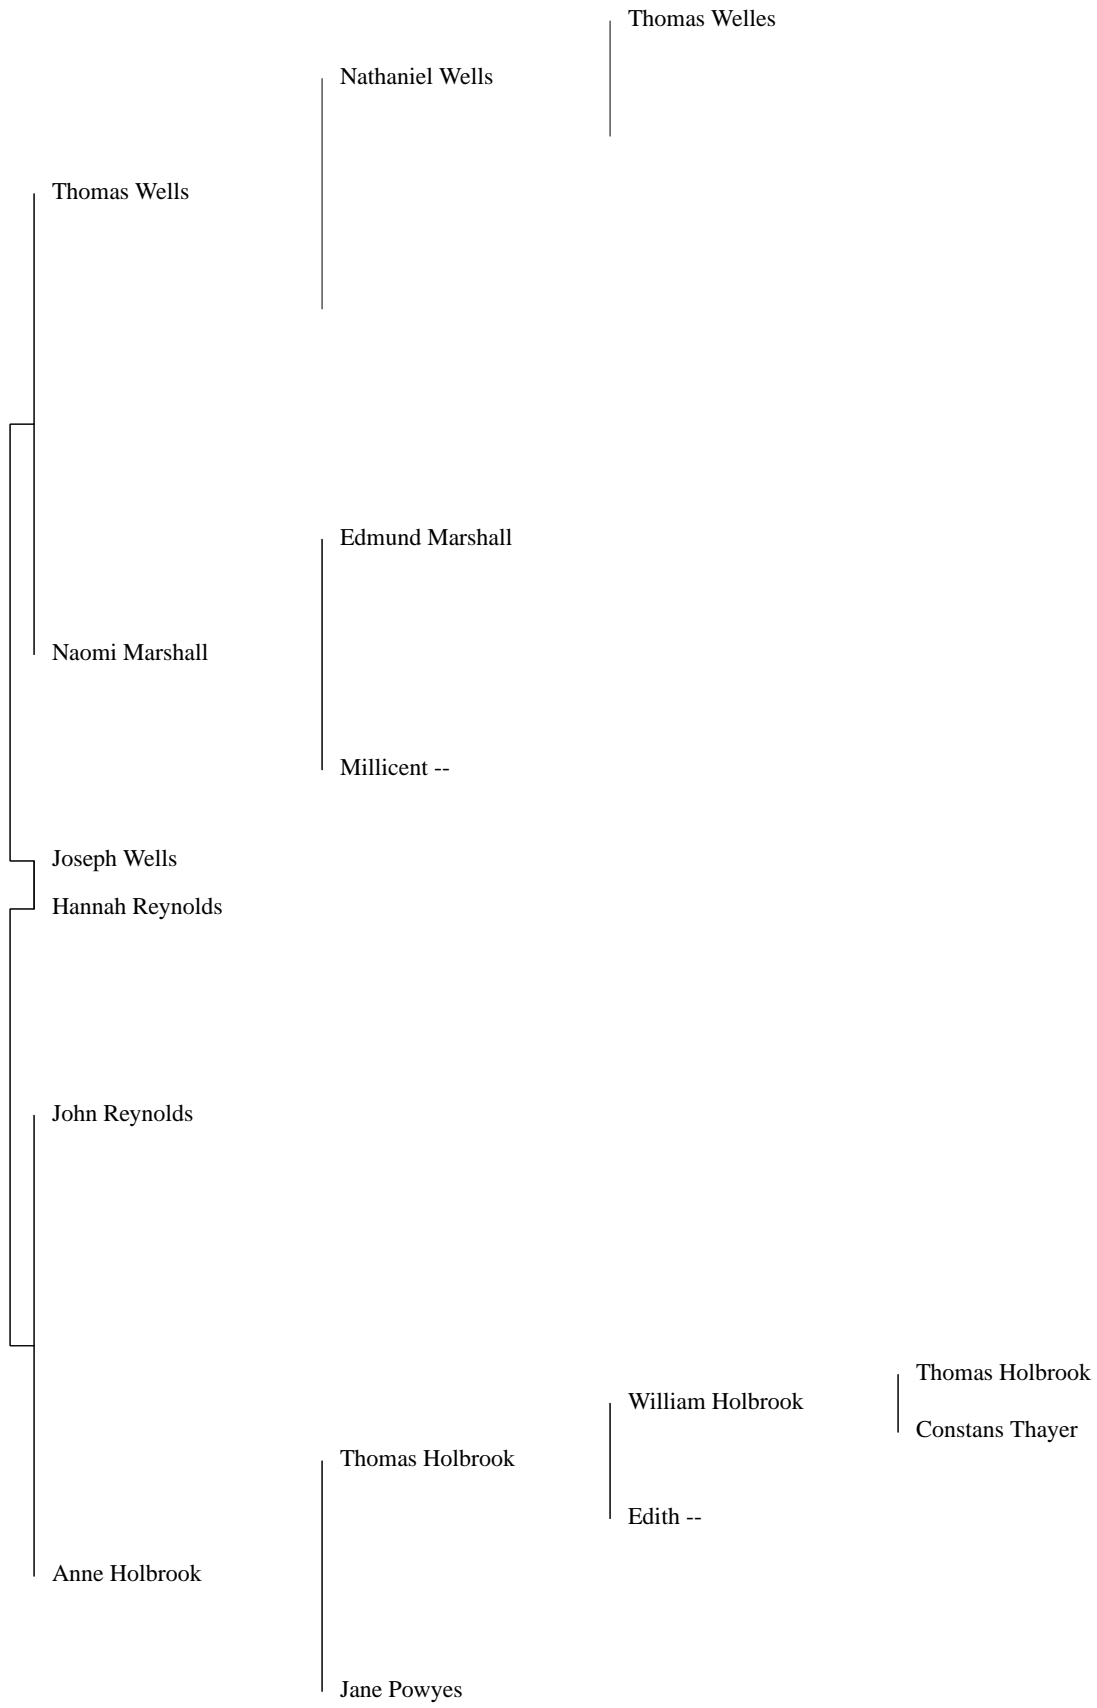 Thomas Welles
Nathaniel Wells
Thomas Wells
Edmund Marshall
Naomi Marshall
Millicent --
Joseph Wells
Hannah Reynolds
John Reynolds
Thomas Holbrook
William Holbrook
Constans Thayer
Thomas Holbrook
Edith --
Anne Holbrook
Jane Powyes